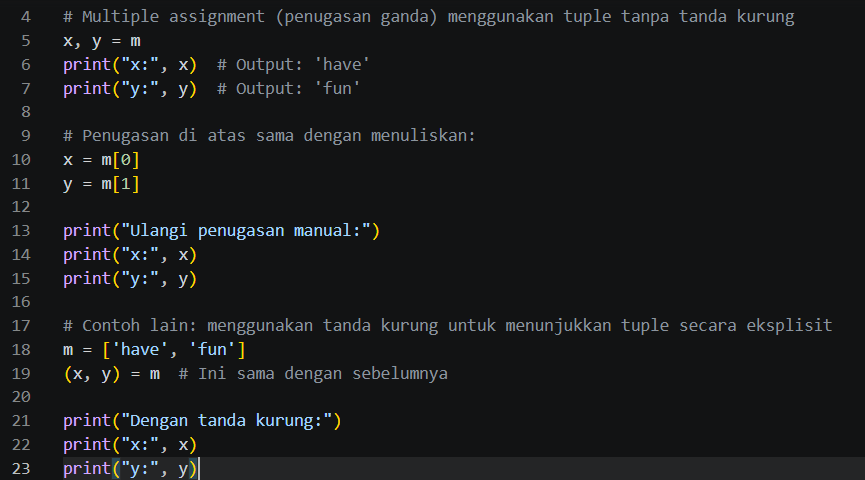 4 # Multiple assignment (penugasan ganda) menggunakan tuple tanpa tanda kurung
5 x, y = m
6 print("x:", x)  # Output: 'have'
7 print("y:", y)  # Output: 'fun'
8
9 # Penugasan di atas sama dengan menuliskan:
10 x = m[0]
11 y = m[1]
12
13 print("Ulangi penugasan manual:")
14 print("x:", x)
15 print("y:", y)
16
17 # Contoh lain: menggunakan tanda kurung untuk menunjukkan tuple secara eksplisit
18 m = ['have', 'fun']
19 (x, y) = m  # Ini sama dengan sebelumnya
20
21 print("Dengan tanda kurung:")
22 print("x:", x)
23 print("y:", y)